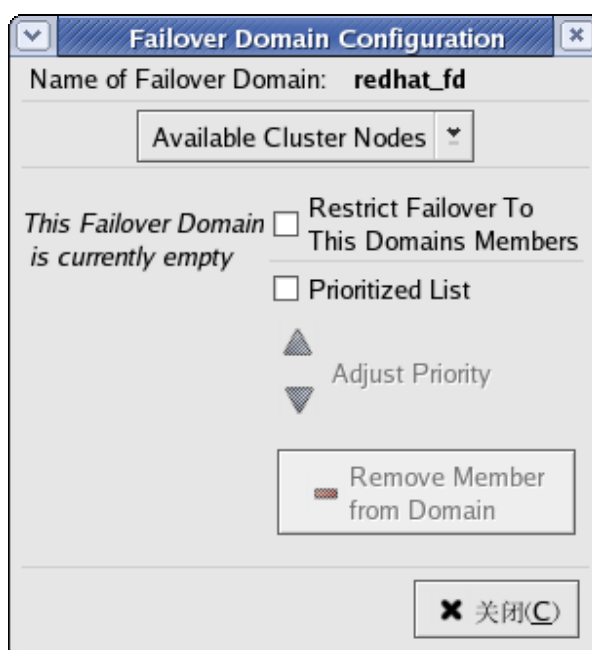 Failover Domain Configuration
Name of Failover Domain: redhat_fd
Available Cluster Nodes
This Failover Domain
is currently empty
Restrict Failover To
This Domains Members
Prioritized List
Adjust Priority
Remove Member
from Domain
关闭(C)